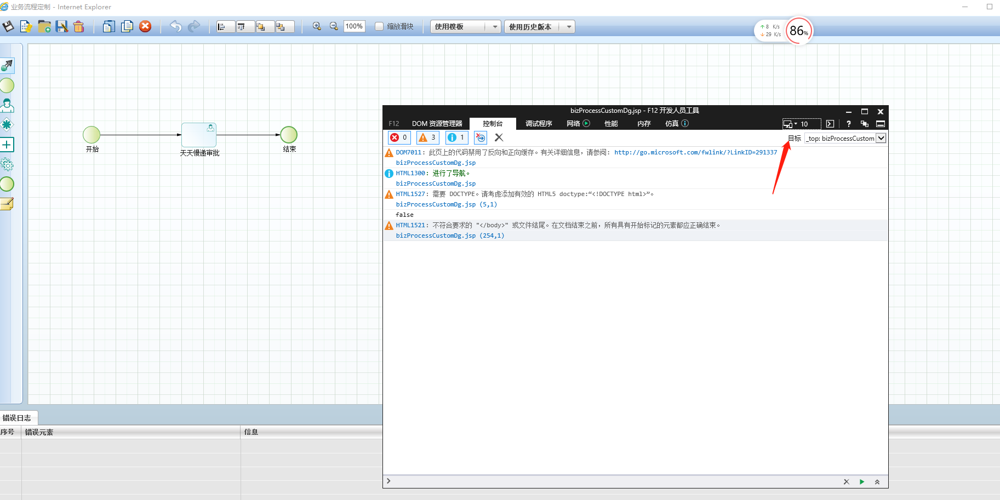 业务流程定制 - Internet Explorer
100%
缩放滑块
使用模板
使用历史版本
↑ 8 K/s
↓ 29 K/s
86%
开始
天天慢递审批
结束
bizProcessCustomDg.jsp - F12 开发人员工具
F12
DOM 资源管理器
控制台
调试程序
网络
性能
内存
仿真
10
?
0
3
1
目标
_top: bizProcessCustom
DOM7011: 此页上的代码禁用了反向和正向缓存。有关详细信息，请参阅: http://go.microsoft.com/fwlink/?LinkID=291337
bizProcessCustomDg.jsp
HTML1300: 进行了导航。
bizProcessCustomDg.jsp
HTML1527: 需要 DOCTYPE。请考虑添加有效的 HTML5 doctype:“<!DOCTYPE html>”。
bizProcessCustomDg.jsp (5,1)
false
HTML1521: 不符合要求的 "</body>" 或文件结尾。在文档结束之前，所有具有开始标记的元素都应正确结束。
bizProcessCustomDg.jsp (254,1)
错误日志
序号
错误元素
信息